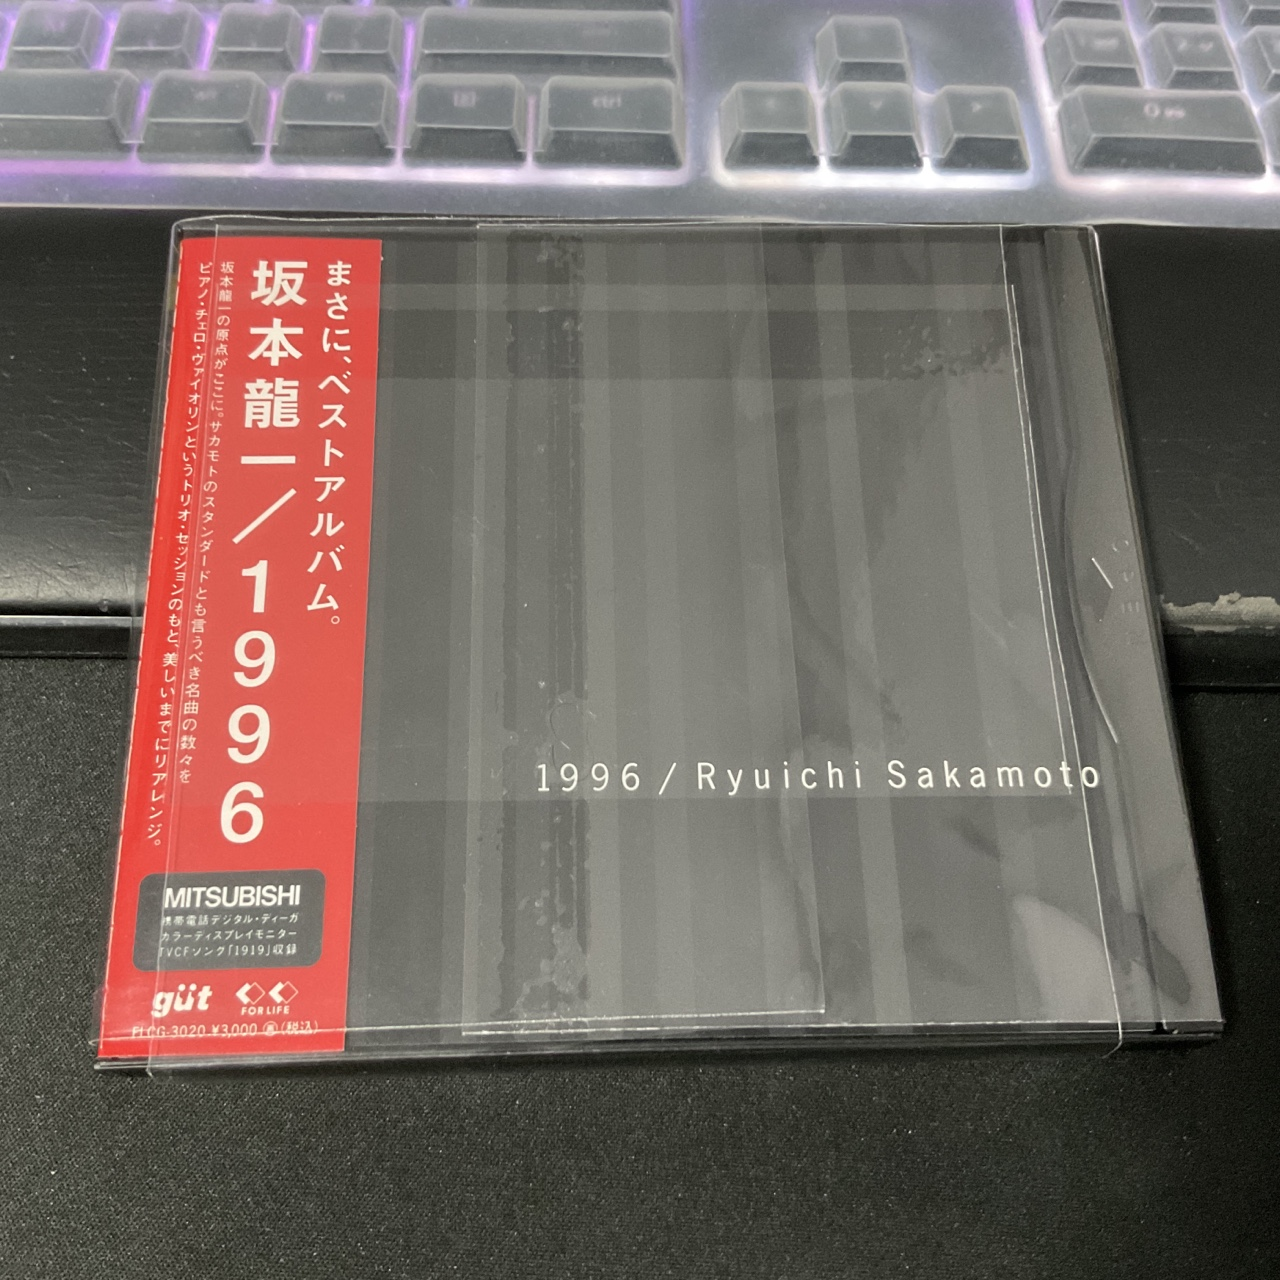 まさに、ベストアルバム。
坂本龍一/1996
坂本龍一の原点がここに。サカモトのスタンダードとも言うべき名曲の数々を
ピアノ・チェロ・ヴァイオリンというトリオ・セッションのもと、美しいまでにリアレンジ。
MITSUBISHI
携帯電話デジタル・ディーガ
カラーディスプレイモニター
TVCFソング「1919」収録
güt
FOR LIFE
FLCG-3020 ¥3,000 (税込)
1996/Ryuichi Sakamoto
ctrl